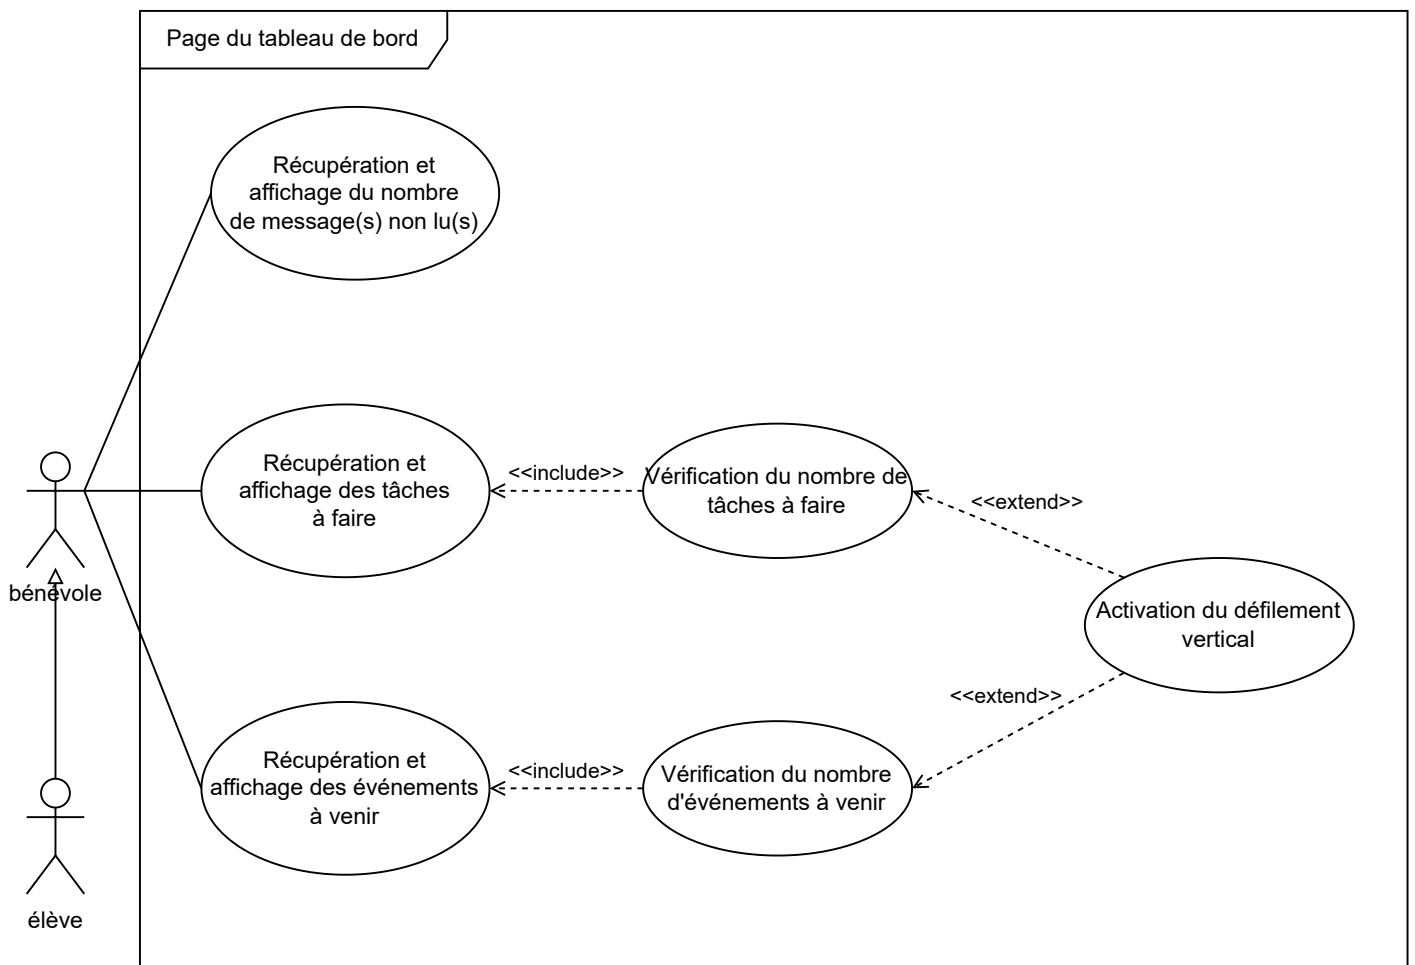 Page du tableau de bord
Récupération et
affichage du nombre
de message(s) non lu(s)
Récupération et
affichage des tâches
à faire
<<include>>
Vérification du nombre de
tâches à faire
<<extend>>
Activation du défilement
vertical
bénévole
<<extend>>
Récupération et
affichage des événements
à venir
<<include>>
Vérification du nombre
d'événements à venir
élève